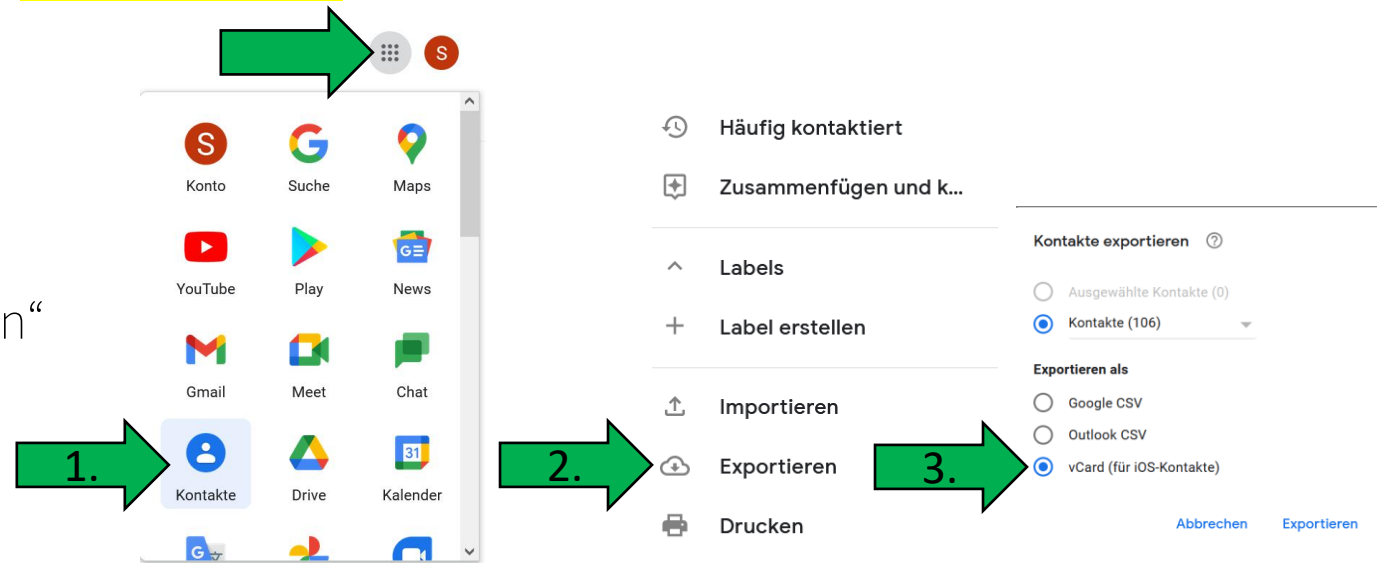 S
S
Konto
Suche
Maps
YouTube
Play
News
n“
Gmail
Meet
Chat
31
1.
Kontakte
Drive
Kalender
Häufig kontaktiert
Zusammenfügen und k...
Labels
Label erstellen
Importieren
2.
Exportieren
Drucken
Kontakte exportieren
Ausgewählte Kontakte (0)
Kontakte (106)
Exportieren als
Google CSV
Outlook CSV
3.
vCard (für iOS-Kontakte)
Abbrechen Exportieren